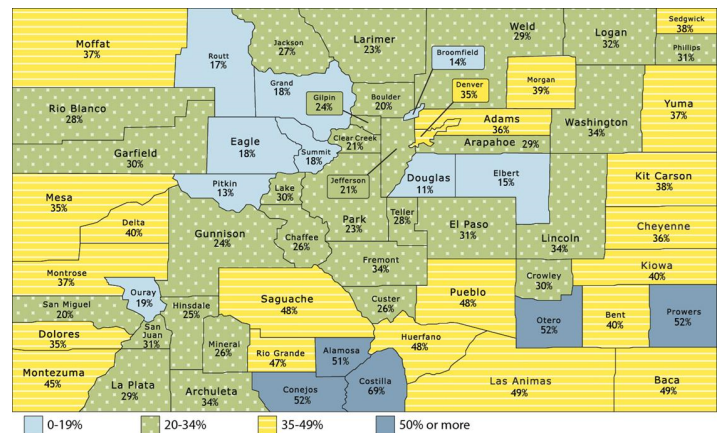 Moffat
37%
Routt
17%
Jackson
27%
Larimer
23%
Weld
29%
Logan
32%
Sedgwick
38%
Phillips
31%
Broomfield
14%
Grand
18%
Gilpin
24%
Boulder
20%
Denver
35%
Morgan
39%
Yuma
37%
Rio Blanco
28%
Adams
36%
Washington
34%
Clear Creek
21%
Arapahoe 29%
Eagle
18%
Summit
18%
Garfield
30%
Pitkin
13%
Lake
30%
Jefferson
21%
Douglas
11%
Elbert
15%
Kit Carson
38%
Mesa
35%
Delta
40%
Gunnison
24%
Chaffee
26%
Park
23%
Teller
28%
El Paso
31%
Lincoln
34%
Cheyenne
36%
Montrose
37%
Fremont
34%
Crowley
30%
Kiowa
40%
Ouray
19%
San Miguel
20%
Hinsdale
25%
Saguache
48%
Custer
26%
Pueblo
48%
Otero
52%
Bent
40%
Prowers
52%
Dolores
35%
San
Juan
31%
Mineral
26%
Rio Grande
47%
Alamosa
51%
Huerfano
48%
Montezuma
45%
La Plata
29%
Archuleta
34%
Conejos
52%
Costilla
69%
Las Animas
49%
Baca
49%
0-19%
20-34%
35-49%
50% or more